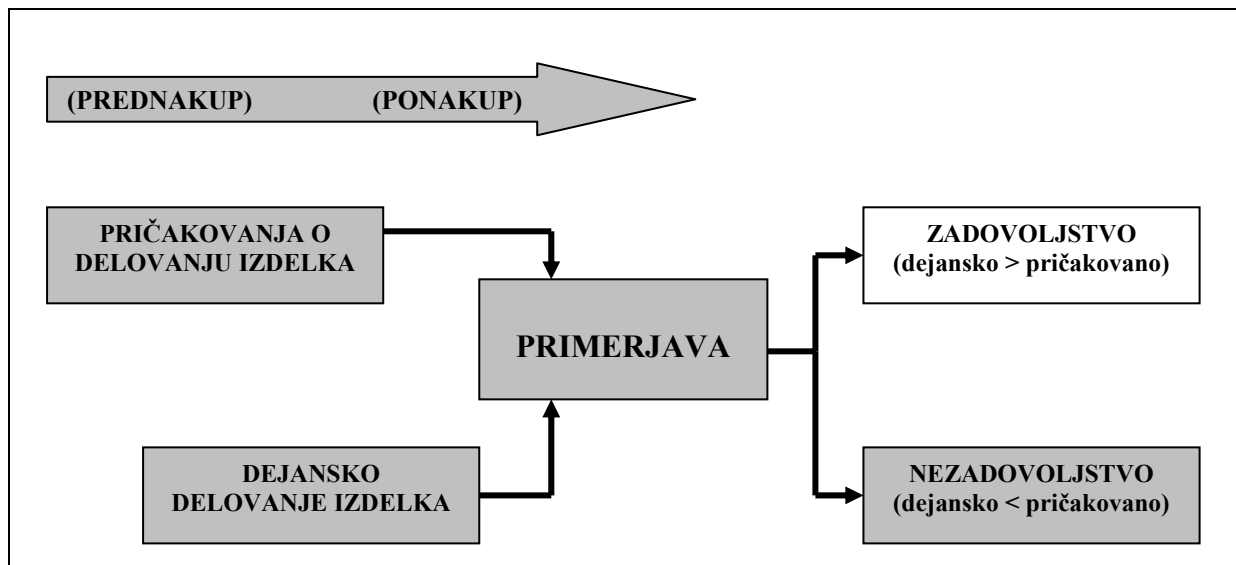 (PREDNAKUP) (PONAKUP)
PRIČAKOVANJA O
DELOVANJU IZDELKA
ZADOVOLJSTVO
(dejansko > pričakovano)
PRIMERJAVA
DEJANSKO
DELOVANJE IZDELKA
NEZADOVOLJSTVO
(dejansko < pričakovano)